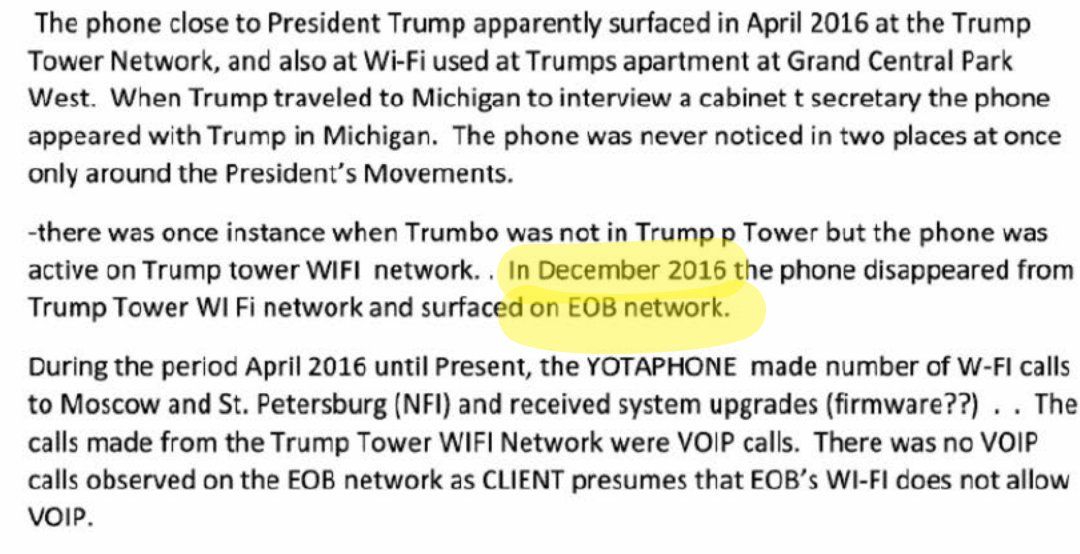 The phone close to President Trump apparently surfaced in April 2016 at the Trump
Tower Network, and also at Wi-Fi used at Trumps apartment at Grand Central Park
West. When Trump traveled to Michigan to interview a cabinet t secretary the phone
appeared with Trump in Michigan. The phone was never noticed in two places at once
only around the President's Movements.
-there was once instance when Trumbo was not in Trump p Tower but the phone was
active on Trump tower WIFI network. . In December 2016 the phone disappeared from
Trump Tower WI Fi network and surfaced on EOB network.
During the period April 2016 until Present, the YOTAPHONE made number of W-FI calls
to Moscow and St. Petersburg (NFI) and received system upgrades (firmware??) . . The
calls made from the Trump Tower WIFI Network were VOIP calls. There was no VOIP
calls observed on the EOB network as CLIENT presumes that EOB's WI-FI does not allow
VOIP.